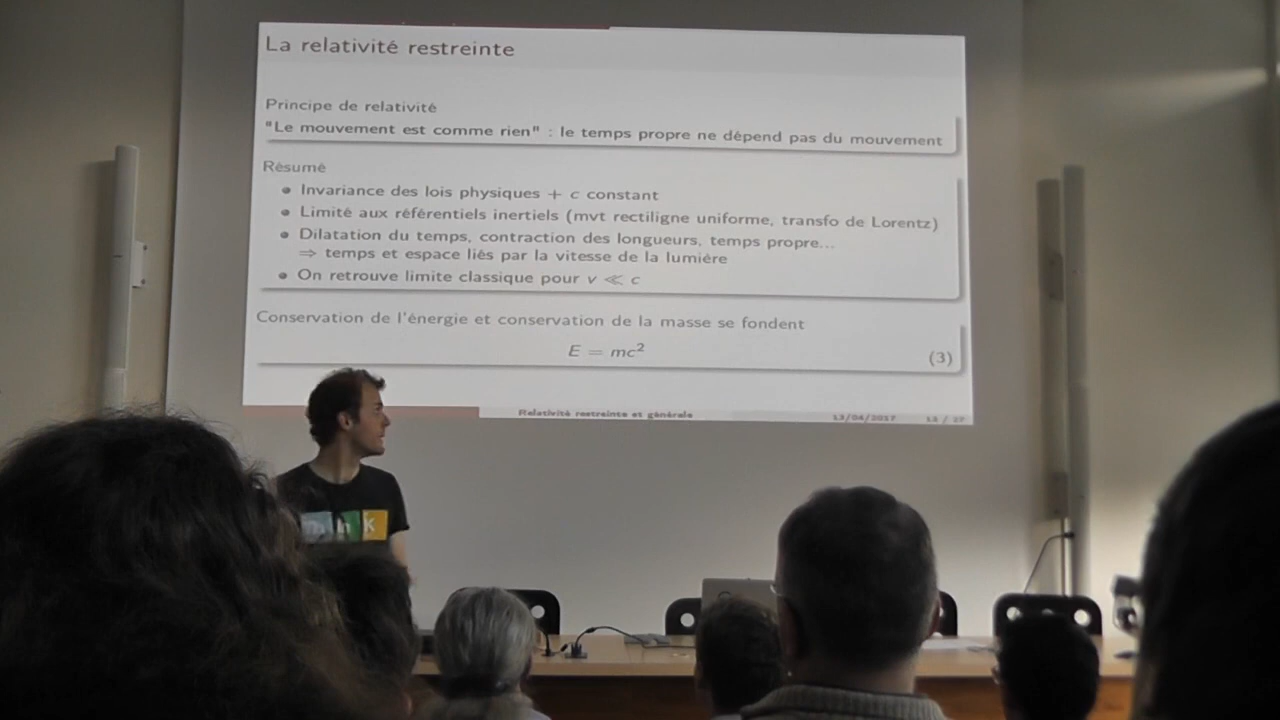 La relativité restreinte
Principe de relativité
"Le mouvement est comme rien" : le temps propre ne dépend pas du mouvement
Résumé
• Invariance des lois physiques + c constant
• Limité aux référentiels inertiels (mvt rectiligne uniforme, transfo de Lorentz)
• Dilatation du temps, contraction des longueurs, temps propre...
⇒ temps et espace liés par la vitesse de la lumière
• On retrouve limite classique pour v ≪ c
Conservation de l'énergie et conservation de la masse se fondent
E = mc²
(3)
Relativité restreinte et générale 13/04/2017